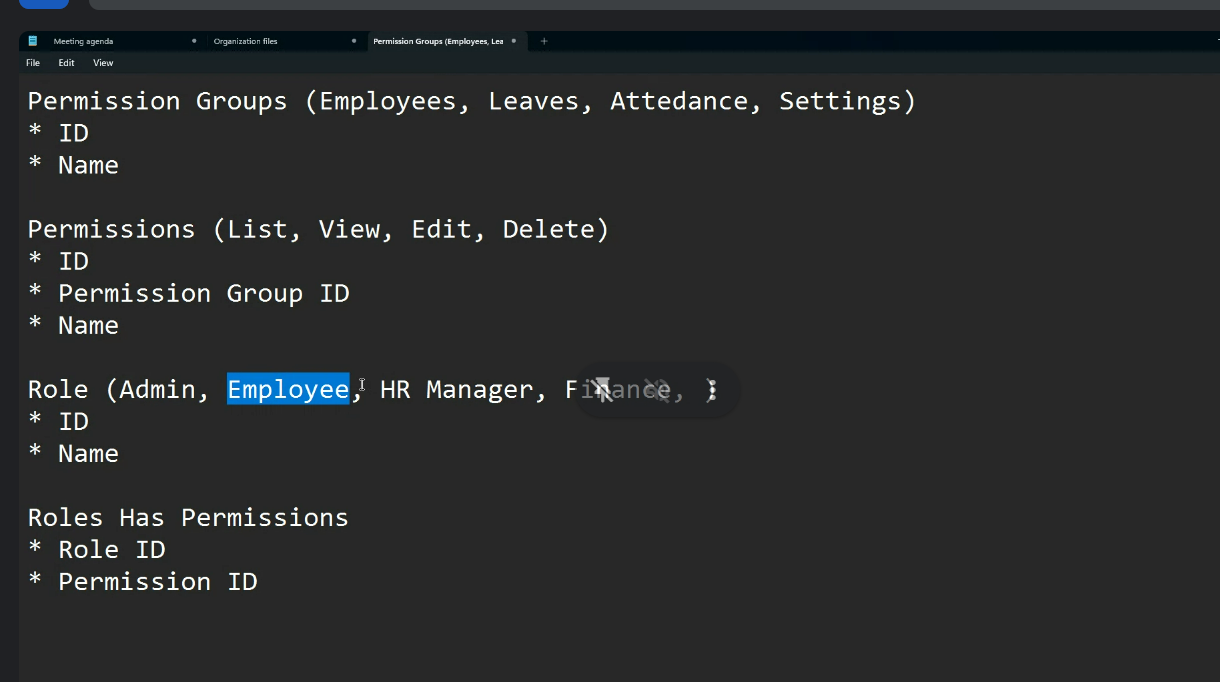 Meeting agenda
Organization files
Permission Groups (Employees, Lea
File Edit View
Permission Groups (Employees, Leaves, Attedance, Settings)
* ID
* Name
Permissions (List, View, Edit, Delete)
* ID
* Permission Group ID
* Name
Role (Admin, Employee, HR Manager, Finance,
* ID
* Name
Roles Has Permissions
* Role ID
* Permission ID